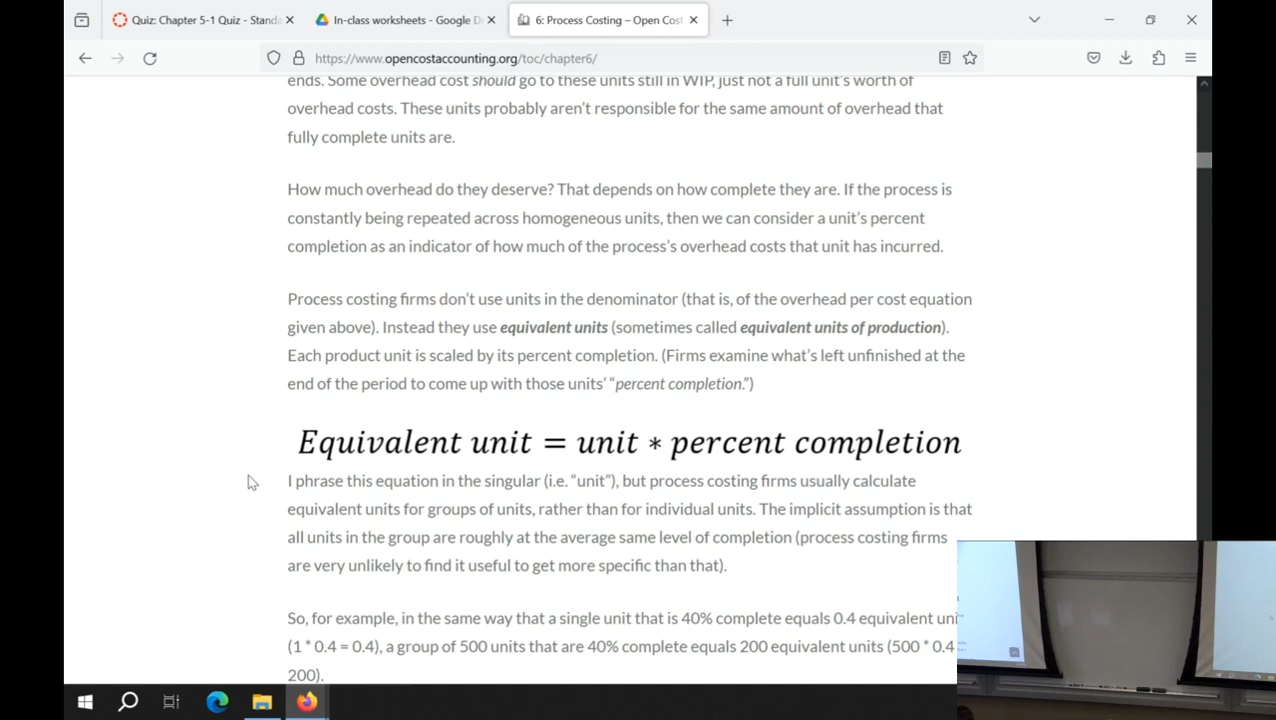 Quiz: Chapter 5-1 Quiz - Standa
In-class worksheets - Google D
6: Process Costing – Open Cost
https://www.opencostaccounting.org/toc/chapter6/
ends. Some overhead cost should go to these units still in WIP, just not a full unit's worth of
overhead costs. These units probably aren't responsible for the same amount of overhead that
fully complete units are.
How much overhead do they deserve? That depends on how complete they are. If the process is
constantly being repeated across homogeneous units, then we can consider a unit's percent
completion as an indicator of how much of the process's overhead costs that unit has incurred.
Process costing firms don't use units in the denominator (that is, of the overhead per cost equation
given above). Instead they use equivalent units (sometimes called equivalent units of production).
Each product unit is scaled by its percent completion. (Firms examine what's left unfinished at the
end of the period to come up with those units' "percent completion.")
Equivalent unit = unit * percent completion
I phrase this equation in the singular (i.e. "unit"), but process costing firms usually calculate
equivalent units for groups of units, rather than for individual units. The implicit assumption is that
all units in the group are roughly at the average same level of completion (process costing firms
are very unlikely to find it useful to get more specific than that).
So, for example, in the same way that a single unit that is 40% complete equals 0.4 equivalent uni
(1 * 0.4 = 0.4), a group of 500 units that are 40% complete equals 200 equivalent units (500 * 0.4
200).